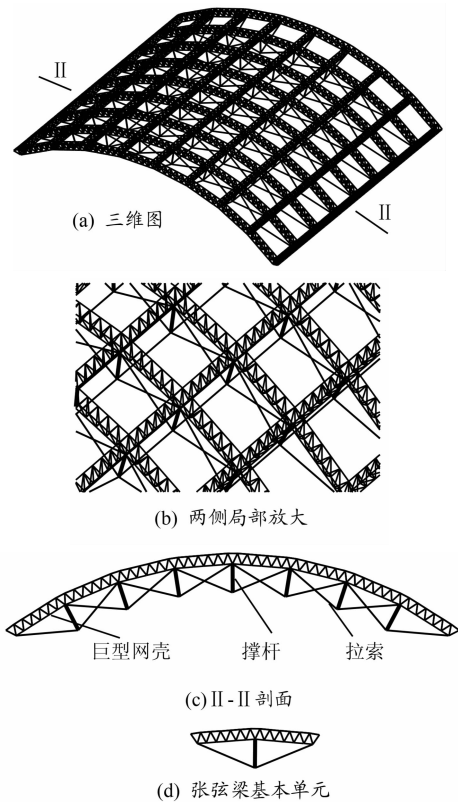 II
II
(a) 三维图
(b) 两侧局部放大
巨型网壳 撑杆 拉索
(c) II - II 剖面
(d) 张弦梁基本单元